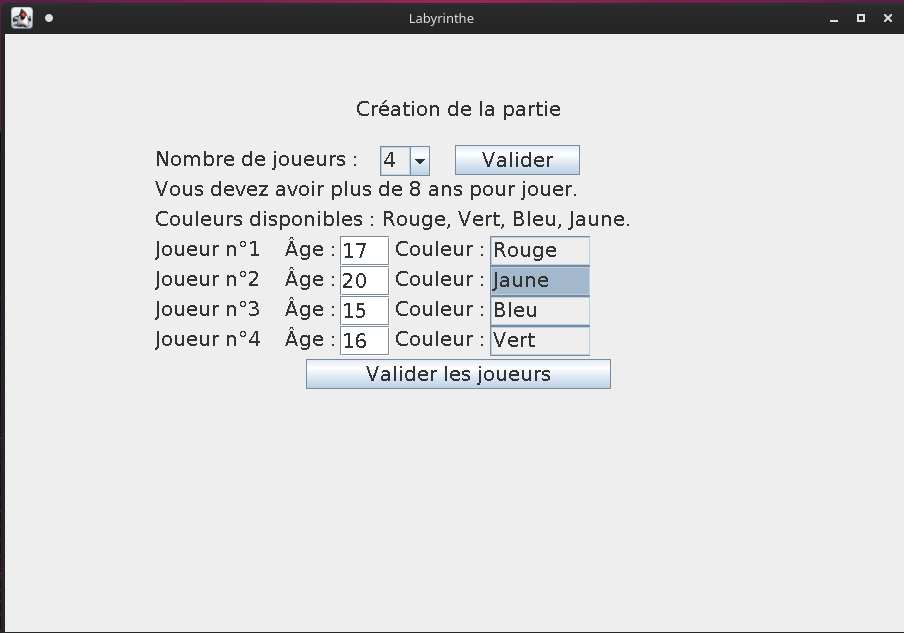 Labyrinthe
Création de la partie
Nombre de joueurs : 4 Valider
Vous devez avoir plus de 8 ans pour jouer.
Couleurs disponibles : Rouge, Vert, Bleu, Jaune.
Joueur n°1 Âge : 17 Couleur : Rouge
Joueur n°2 Âge : 20 Couleur : Jaune
Joueur n°3 Âge : 15 Couleur : Bleu
Joueur n°4 Âge : 16 Couleur : Vert
Valider les joueurs